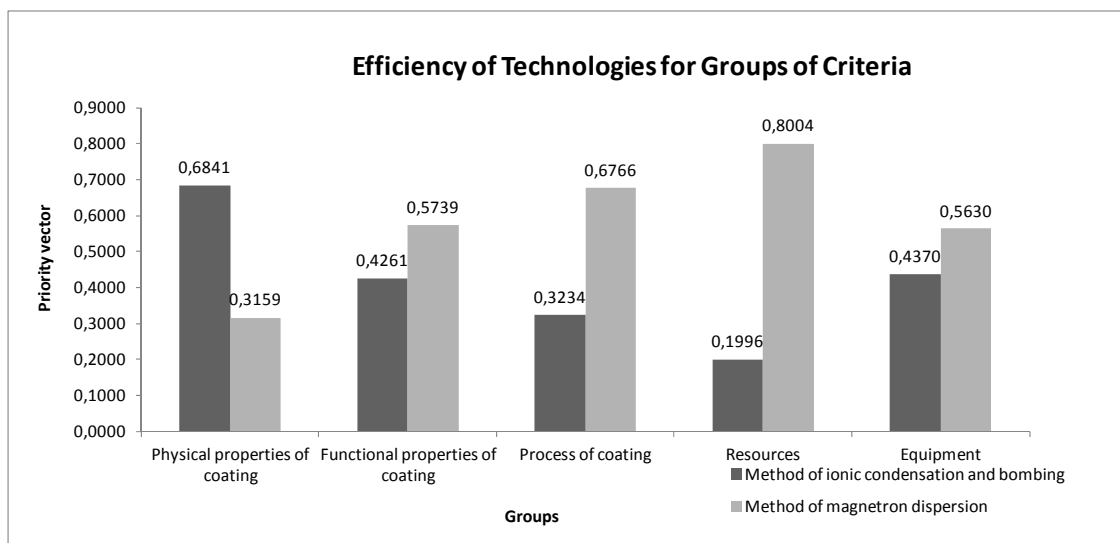 Efficiency of Technologies for Groups of Criteria
Priority vector
0,9000
0,8000
0,7000
0,6000
0,5000
0,4000
0,3000
0,2000
0,1000
0,0000
0,6841
0,3159
0,4261
0,5739
0,3234
0,6766
0,1996
0,8004
0,4370
0,5630
Physical properties of
coating
Functional properties of
coating
Process of coating
Resources
Equipment
Method of ionic condensation and bombing
Method of magnetron dispersion
Groups